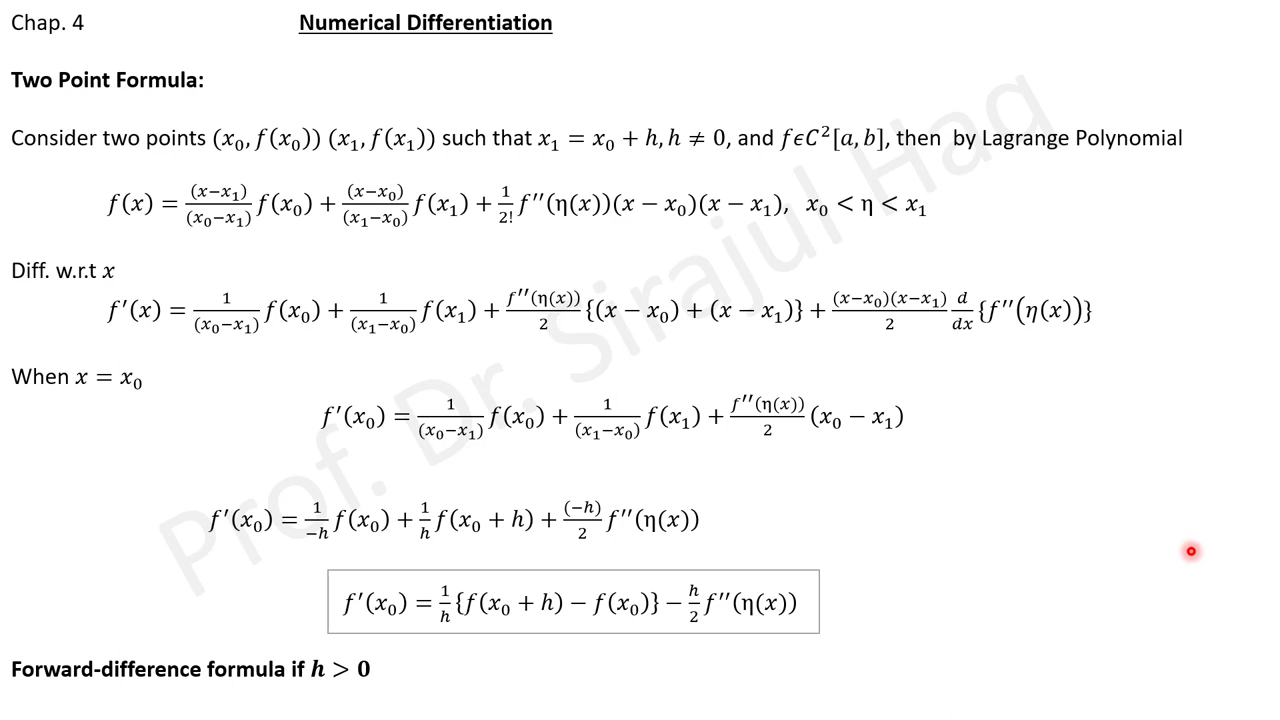 Chap. 4 Numerical Differentiation
Two Point Formula:
Consider two points (x₀, f(x₀)) (x₁, f(x₁)) such that x₁ = x₀ + h, h ≠ 0, and fϵC²[a, b], then by Lagrange Polynomial
f(x) = (x−x₁)/(x₀−x₁) f(x₀) + (x−x₀)/(x₁−x₀) f(x₁) + 1/2! f′′(η(x))(x − x₀)(x − x₁), x₀ < η < x₁
Diff. w.r.t x
f′(x) = 1/(x₀−x₁) f(x₀) + 1/(x₁−x₀) f(x₁) + f′′(η(x))/2 {(x − x₀) + (x − x₁)} + (x−x₀)(x−x₁)/2 d/dx {f′′(η(x))}
When x = x₀
f′(x₀) = 1/(x₀−x₁) f(x₀) + 1/(x₁−x₀) f(x₁) + f′′(η(x))/2 (x₀ − x₁)
f′(x₀) = 1/−h f(x₀) + 1/h f(x₀ + h) + (−h)/2 f′′(η(x))
f′(x₀) = 1/h {f(x₀ + h) − f(x₀)} − h/2 f′′(η(x))
Forward-difference formula if h > 0
Prof. Dr. Sirajul Haq